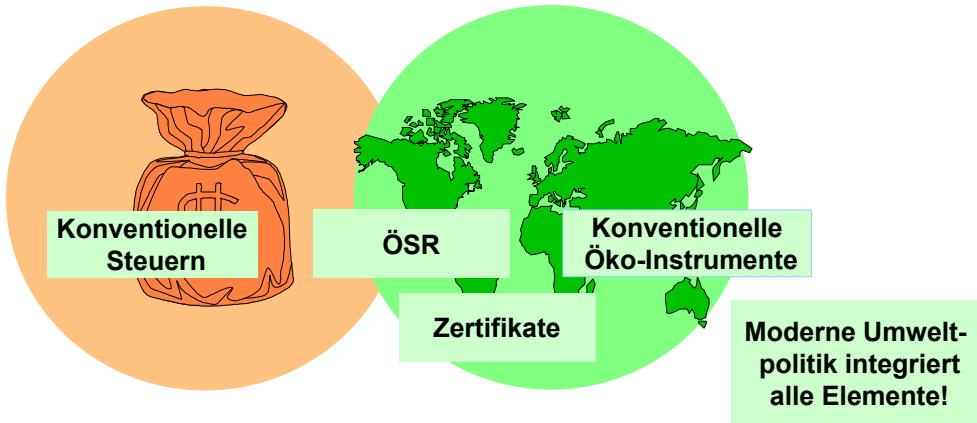 Konventionelle
Steuern
ÖSR
Konventionelle
Öko-Instrumente
Zertifikate
Moderne Umwelt-
politik integriert
alle Elemente!